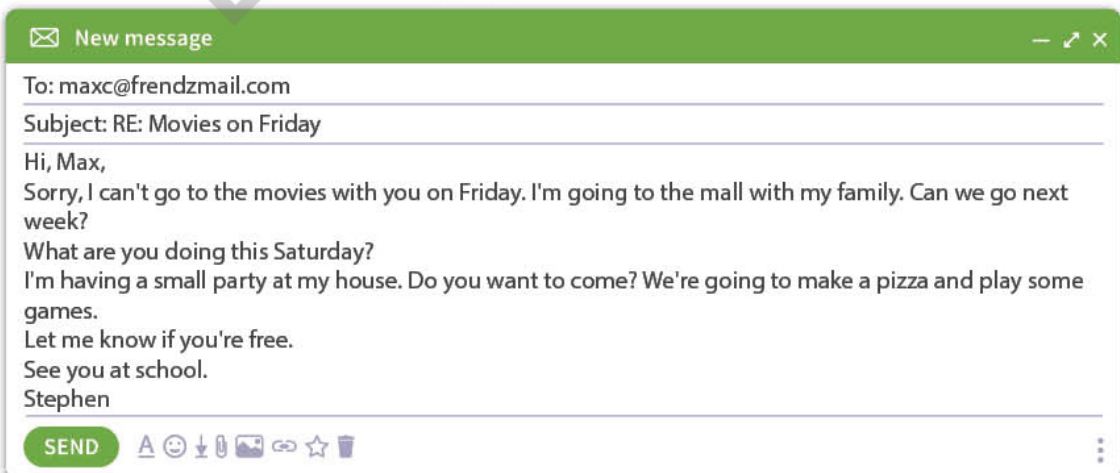 New message
To: maxc@frendzmail.com
Subject: RE: Movies on Friday
Hi, Max,
Sorry, I can't go to the movies with you on Friday. I'm going to the mall with my family. Can we go next
week?
What are you doing this Saturday?
I'm having a small party at my house. Do you want to come? We're going to make a pizza and play some
games.
Let me know if you're free.
See you at school.
Stephen
SEND A